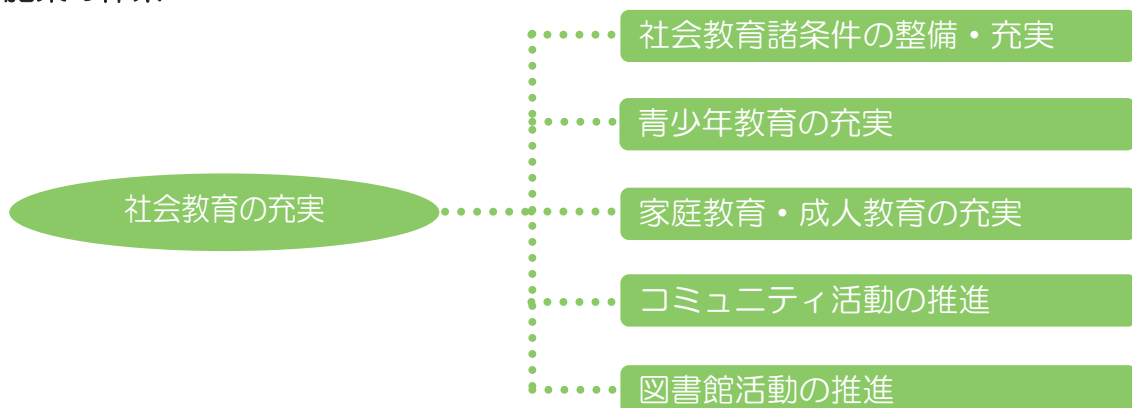 社会教育諸条件の整備・充実
青少年教育の充実
社会教育の充実
家庭教育・成人教育の充実
コミュニティ活動の推進
図書館活動の推進